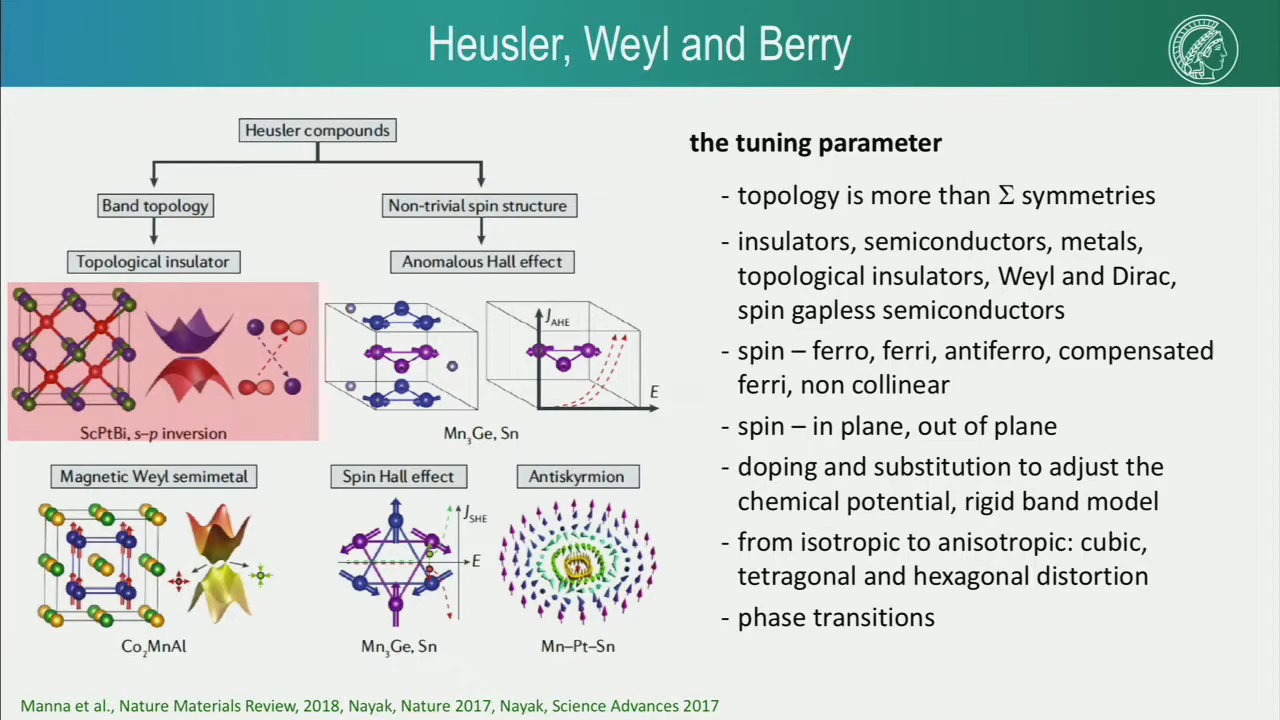 Heusler, Weyl and Berry
Heusler compounds
Band topology
Non-trivial spin structure
Topological insulator
Anomalous Hall effect
J_AHE
E
ScPtBi, s–p inversion
Mn₃Ge, Sn
Magnetic Weyl semimetal
Spin Hall effect
Antiskyrmion
J_SHE
E
Co₂MnAl
Mn₃Ge, Sn
Mn–Pt–Sn
the tuning parameter
- topology is more than Σ symmetries
- insulators, semiconductors, metals,
topological insulators, Weyl and Dirac,
spin gapless semiconductors
- spin – ferro, ferri, antiferro, compensated
ferri, non collinear
- spin – in plane, out of plane
- doping and substitution to adjust the
chemical potential, rigid band model
- from isotropic to anisotropic: cubic,
tetragonal and hexagonal distortion
- phase transitions
Manna et al., Nature Materials Review, 2018, Nayak, Nature 2017, Nayak, Science Advances 2017